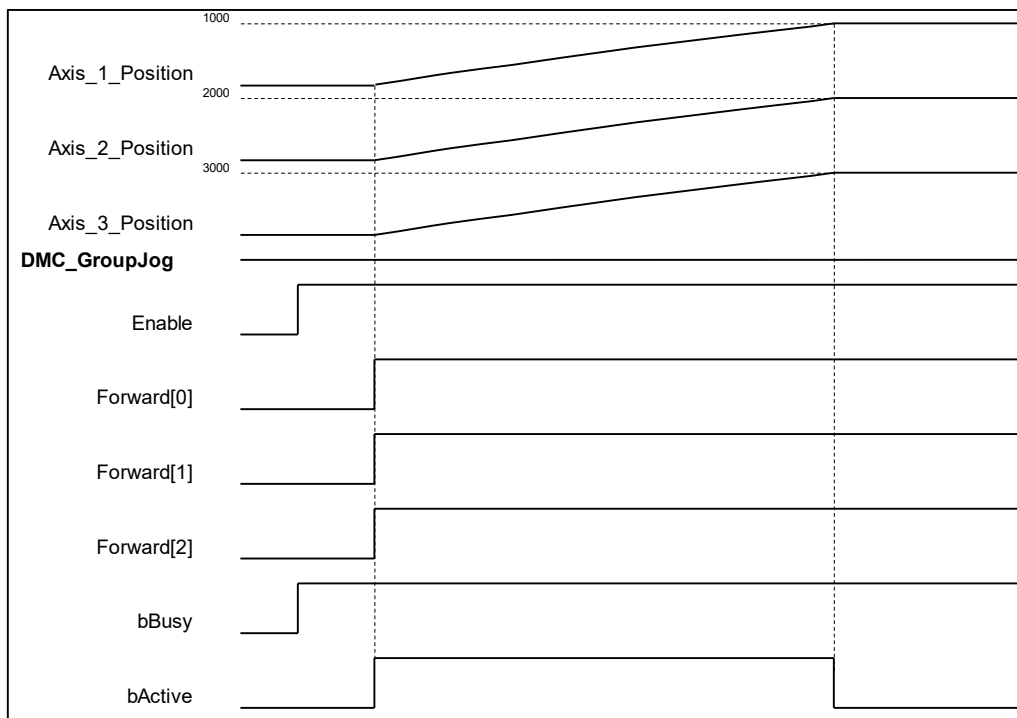 1000
Axis_1_Position
2000
Axis_2_Position
3000
Axis_3_Position
DMC_GroupJog
Enable
Forward[0]
Forward[1]
Forward[2]
bBusy
bActive